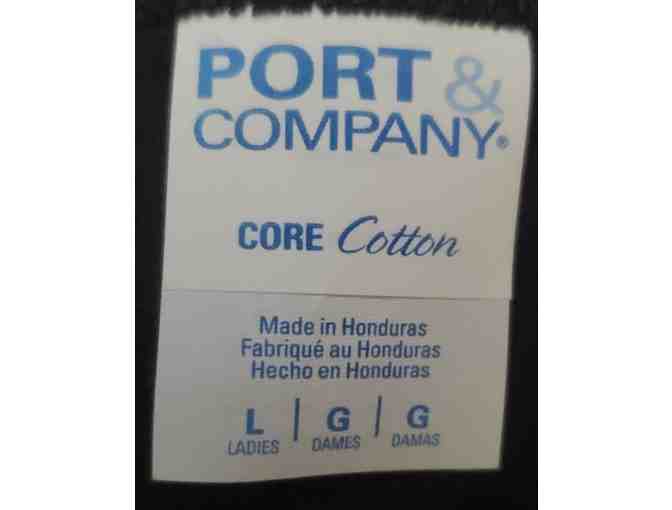 PORT &
COMPANY®
CORE Cotton
Made in Honduras
Fabriqué au Honduras
Hecho en Honduras
L | G | G
LADIES DAMES DAMAS